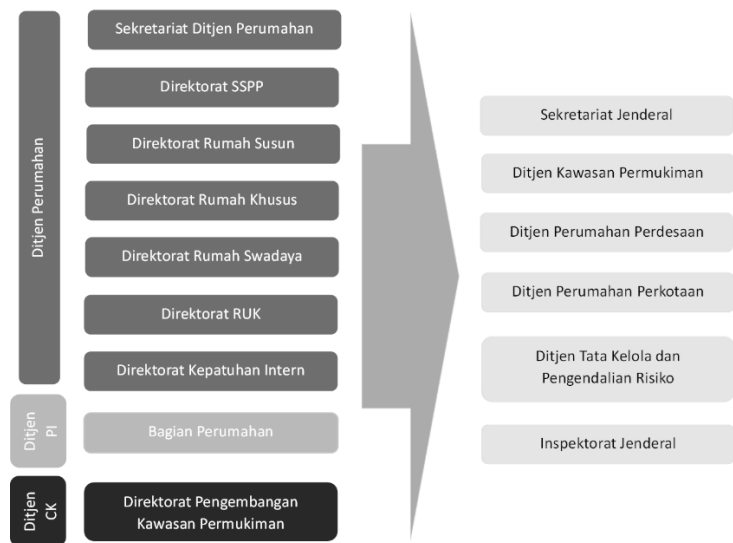 Ditjen Perumahan
Sekretariat Ditjen Perumahan
Direktorat SSPP
Direktorat Rumah Susun
Direktorat Rumah Khusus
Direktorat Rumah Swadaya
Direktorat RUK
Direktorat Kepatuhan Intern
Ditjen
PI
Bagian Perumahan
Ditjen
CK
Direktorat Pengembangan
Kawasan Permukiman
Sekretariat Jenderal
Ditjen Kawasan Permukiman
Ditjen Perumahan Perdesaan
Ditjen Perumahan Perkotaan
Ditjen Tata Kelola dan
Pengendalian Risiko
Inspektorat Jenderal